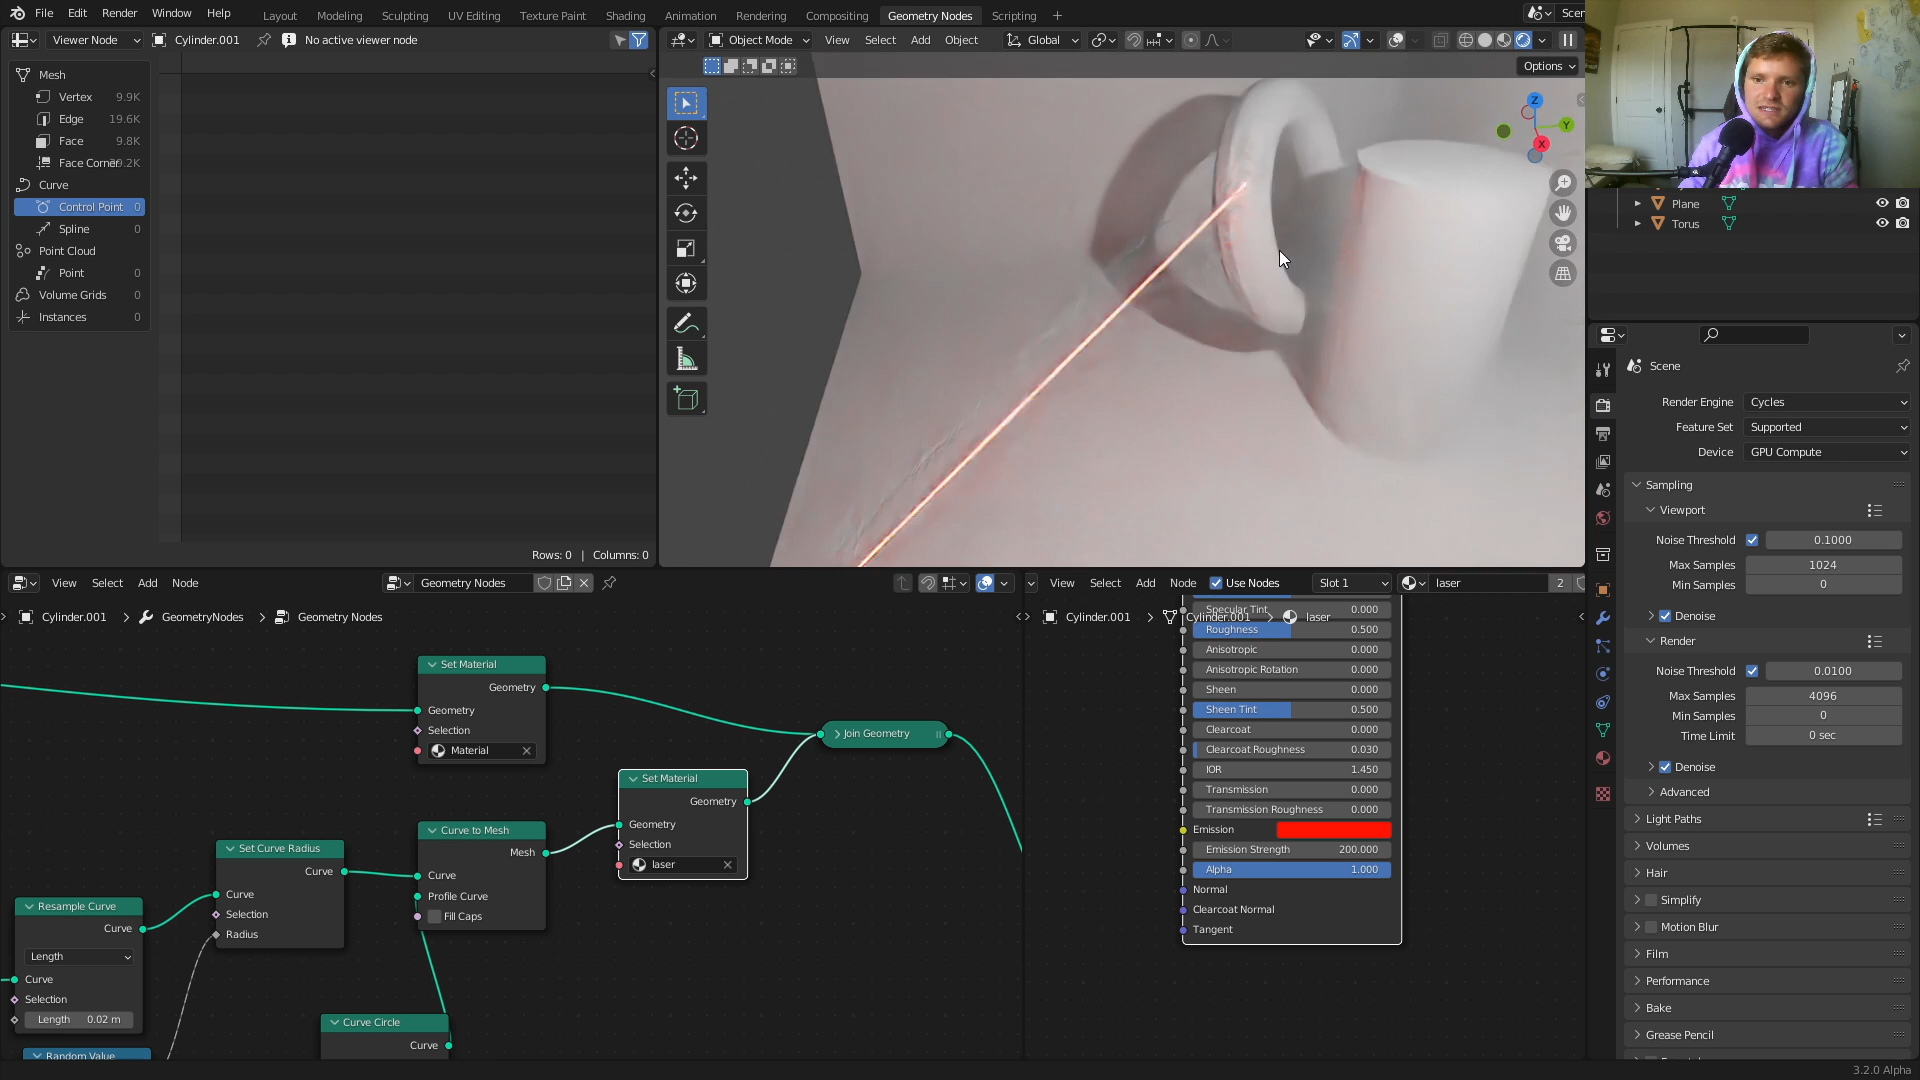 File Edit Render Window Help Layout Modeling Sculpting UV Editing Texture Paint Shading Animation Rendering Compositing Geometry Nodes Scripting + Scer
Viewer Node Cylinder.001 No active viewer node
Object Mode View Select Add Object Global
Options
Mesh
Vertex 9.9K
Edge 19.6K
Face 9.8K
Face Corner 39.2K
Curve
Control Point 0
Spline 0
Point Cloud
Point 0
Volume Grids 0
Instances 0
Rows: 0 | Columns: 0
Z
Y
X
Plane
Torus
Scene
Render Engine Cycles
Feature Set Supported
Device GPU Compute
Sampling
Viewport
Noise Threshold 0.1000
Max Samples 1024
Min Samples 0
Denoise
Render
Noise Threshold 0.0100
Max Samples 4096
Min Samples 0
Time Limit 0 sec
Denoise
Advanced
Light Paths
Volumes
Hair
Simplify
Motion Blur
Film
Performance
Bake
Grease Pencil
View Select Add Node Geometry Nodes
Cylinder.001 > GeometryNodes > Geometry Nodes
Set Material
Geometry
Geometry
Selection
Material
Join Geometry
Set Material
Geometry
Geometry
Selection
laser
Curve to Mesh
Mesh
Curve
Profile Curve
Fill Caps
Set Curve Radius
Curve
Curve
Selection
Radius
Resample Curve
Curve
Length
Curve
Selection
Length 0.02 m
Random Value
Curve Circle
Curve
View Select Add Node Use Nodes Slot 1 laser 2
Cylinder.001 > Cylinder.001 > laser
Specular Tint 0.000
Roughness 0.500
Anisotropic 0.000
Anisotropic Rotation 0.000
Sheen 0.000
Sheen Tint 0.500
Clearcoat 0.000
Clearcoat Roughness 0.030
IOR 1.450
Transmission 0.000
Transmission Roughness 0.000
Emission
Emission Strength 200.000
Alpha 1.000
Normal
Clearcoat Normal
Tangent
3.2.0 Alpha